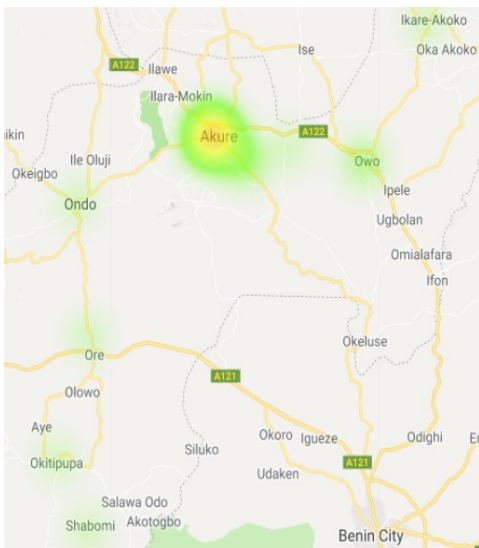 Ikare-Akoko
Ise
Oka Akoko
A122
Ilawe
Ilara-Mokin
A122
Akure
ikin
Ile Oluji
Owo
Okeigbo
Ipele
Ondo
Ugbolan
Omialafara
Ifon
Okeluse
Ore
A121
Olowo
Aye
Okoro
Igueze
Odighi
Er
Siluko
Okitipupa
A121
Udaken
Salawa Odo
Shabomi
Akotogbo
Benin City